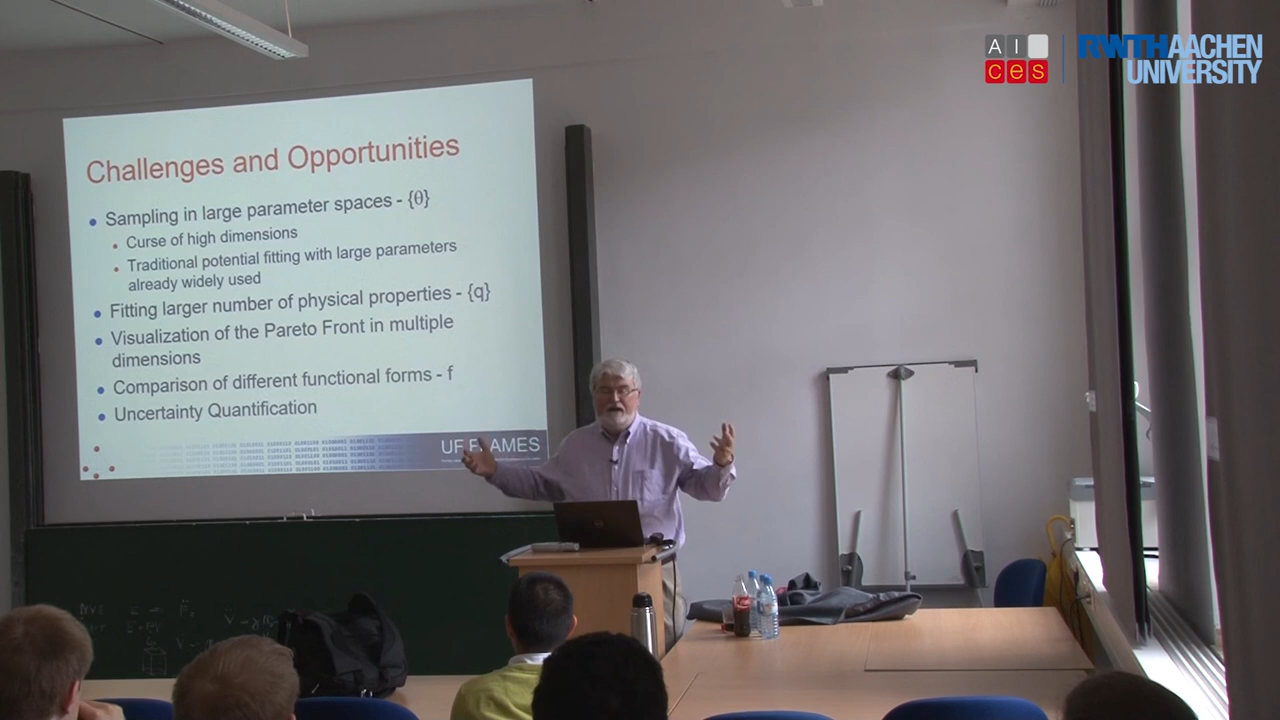 AI
ces
RWTHAACHEN
UNIVERSITY
Challenges and Opportunities
Sampling in large parameter spaces - {θ}
Curse of high dimensions
Traditional potential fitting with large parameters
already widely used
Fitting larger number of physical properties - {q}
Visualization of the Pareto Front in multiple
dimensions
Comparison of different functional forms - f
Uncertainty Quantification
NVE